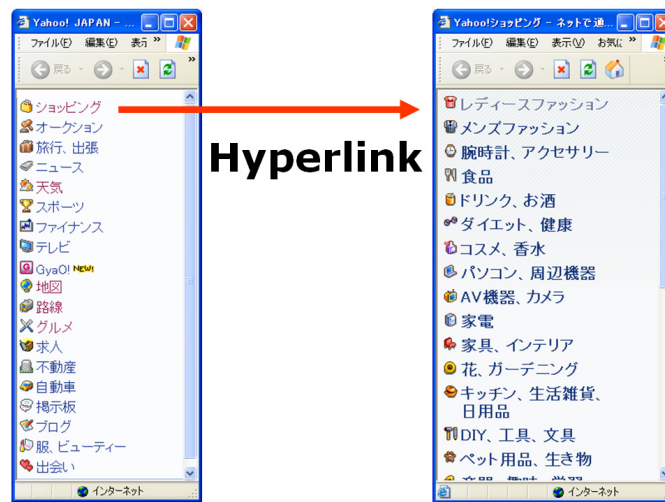 Yahoo! JAPAN - ...
ファイル(F) 編集(E) 表示 »
戻る »
ショッピング
オークション
旅行、出張
ニュース
天気
スポーツ
ファイナンス
テレビ
GyaO! NEW!
地図
路線
グルメ
求人
不動産
自動車
掲示板
ブログ
服、ビューティー
出会い
インターネット
Hyperlink
Yahoo!ショッピング - ネットで通...
ファイル(F) 編集(E) 表示(V) お気に »
戻る
レディースファッション
メンズファッション
腕時計、アクセサリー
食品
ドリンク、お酒
ダイエット、健康
コスメ、香水
パソコン、周辺機器
AV機器、カメラ
家電
家具、インテリア
花、ガーデニング
キッチン、生活雑貨、
日用品
DIY、工具、文具
ペット用品、生き物
インターネット